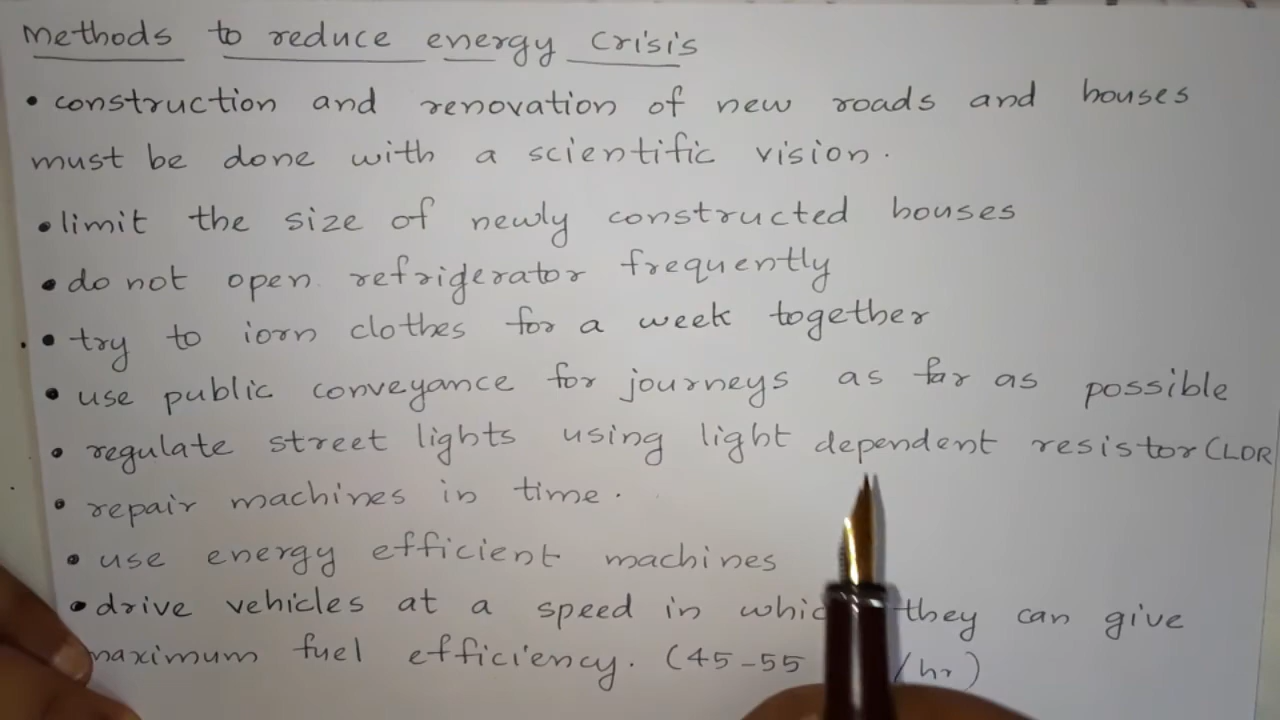 methods to reduce energy crisis
• construction and renovation of new roads and houses
must be done with a scientific vision.
• limit the size of newly constructed houses
• do not open refrigerator frequently
• try to iorn clothes for a week together
• use public conveyance for journeys as far as possible
• regulate street lights using light dependent resistor (LDR
• repair machines in time.
• use energy efficient machines
• drive vehicles at a speed in they can give
maximum fuel efficiency. (45-55 /hr)